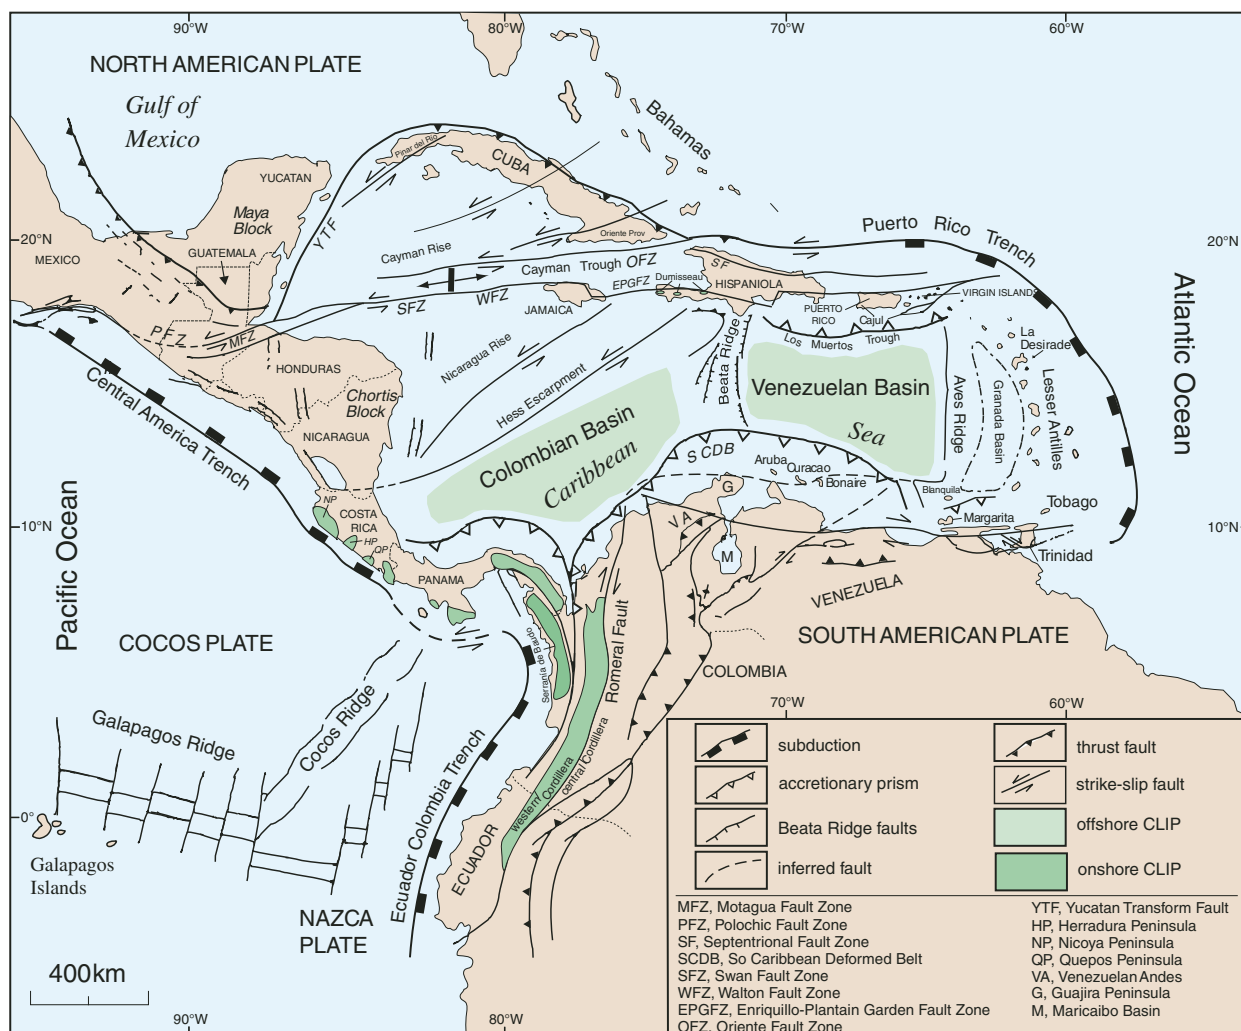 90°W
80°W
70°W
60°W
NORTH AMERICAN PLATE
Gulf of
Mexico
Bahamas
Pinar del Rio
CUBA
YUCATAN
Maya
Block
YTF
Oriente Prov
Puerto Rico Trench
20°N
20°N
MEXICO
GUATEMALA
Cayman Rise
Cayman Trough OFZ
SF
Dumisseau
HISPANIOLA
EPGFZ
WFZ
SFZ
JAMAICA
VIRGIN ISLANDS
PUERTO
RICO
Cajul
Los Muertos Trough
La
Desirade
Atlantic Ocean
PFZ
MFZ
HONDURAS
Chortis
Block
NICARAGUA
Nicaragua Rise
Hess Escarpment
Beata Ridge
Venezuelan Basin
Sea
Aves Ridge
Granada Basin
Lesser Antilles
Central America Trench
Colombian Basin
Caribbean
SCDB
Aruba
Curacao
Bonaire
Blanquila
Margarita
Tobago
Trinidad
10°N
10°N
NP
COSTA
RICA
HP
QP
PANAMA
G
VA
M
VENEZUELA
Pacific Ocean
COCOS PLATE
SOUTH AMERICAN PLATE
Serrania de Baudo
Romeral Fault
COLOMBIA
Galapagos Ridge
Cocos Ridge
Ecuador Colombia Trench
western Cordillera
central Cordillera
ECUADOR
0°
Galapagos
Islands
NAZCA
PLATE
400km
90°W
80°W
70°W
60°W
subduction
accretionary prism
Beata Ridge faults
inferred fault
thrust fault
strike-slip fault
offshore CLIP
onshore CLIP
MFZ, Motagua Fault Zone
PFZ, Polochic Fault Zone
SF, Septentrional Fault Zone
SCDB, So Caribbean Deformed Belt
SFZ, Swan Fault Zone
WFZ, Walton Fault Zone
EPGFZ, Enriquillo-Plantain Garden Fault Zone
OFZ, Oriente Fault Zone
YTF, Yucatan Transform Fault
HP, Herradura Peninsula
NP, Nicoya Peninsula
QP, Quepos Peninsula
VA, Venezuelan Andes
G, Guajira Peninsula
M, Maricaibo Basin